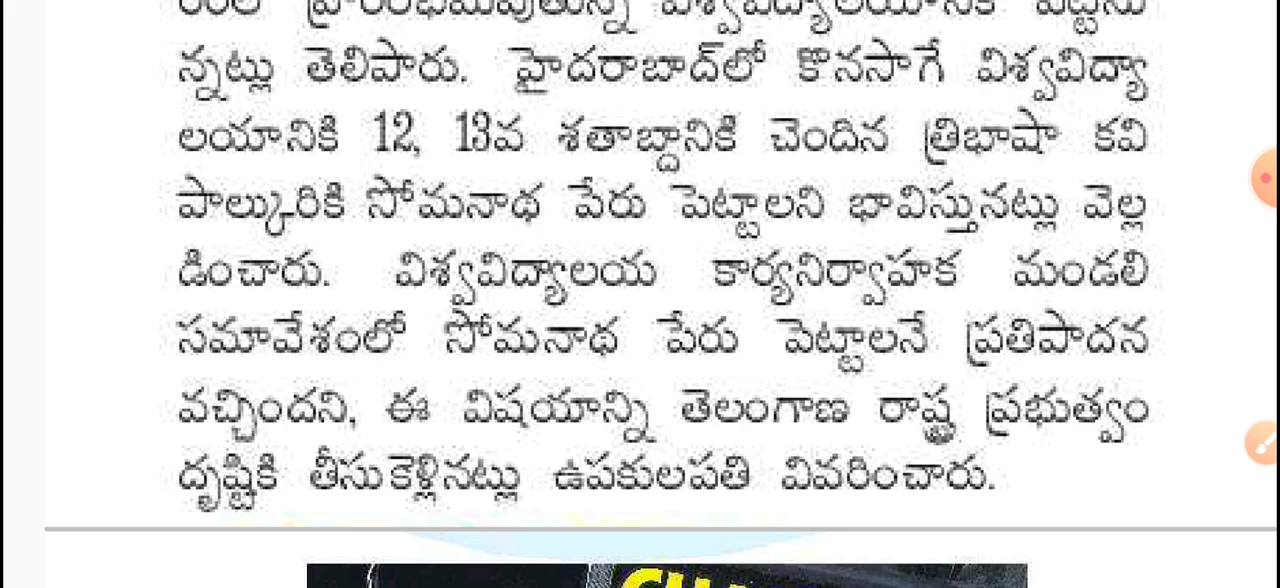 న్నట్లు తెలిపారు. హైదరాబాద్‌లో కొనసాగే విశ్వవిద్యా
లయానికి 12, 13వ శతాబ్దానికి చెందిన త్రిభాషా కవి
పాల్కురికి సోమనాథ పేరు పెట్టాలని భావిస్తునట్లు వెల్ల
డించారు. విశ్వవిద్యాలయ కార్యనిర్వాహక మండలి
సమావేశంలో సోమనాథ పేరు పెట్టాలనే ప్రతిపాదన
వచ్చిందని, ఈ విషయాన్ని తెలంగాణ రాష్ట్ర ప్రభుత్వం
దృష్టికి తీసుకెళ్లినట్లు ఉపకులపతి వివరించారు.